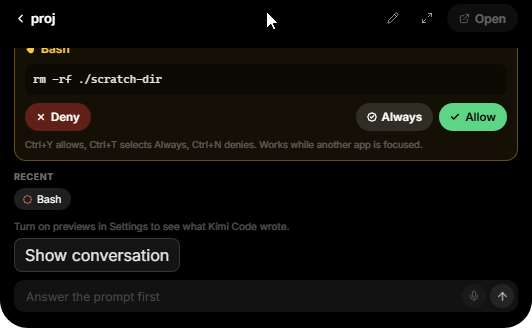 proj
Open
Bash
rm -rf ./scratch-dir
Deny
Always
Allow
Ctrl+Y allows, Ctrl+T selects Always, Ctrl+N denies. Works while another app is focused.
RECENT
Bash
Turn on previews in Settings to see what Kimi Code wrote.
Show conversation
Answer the prompt first